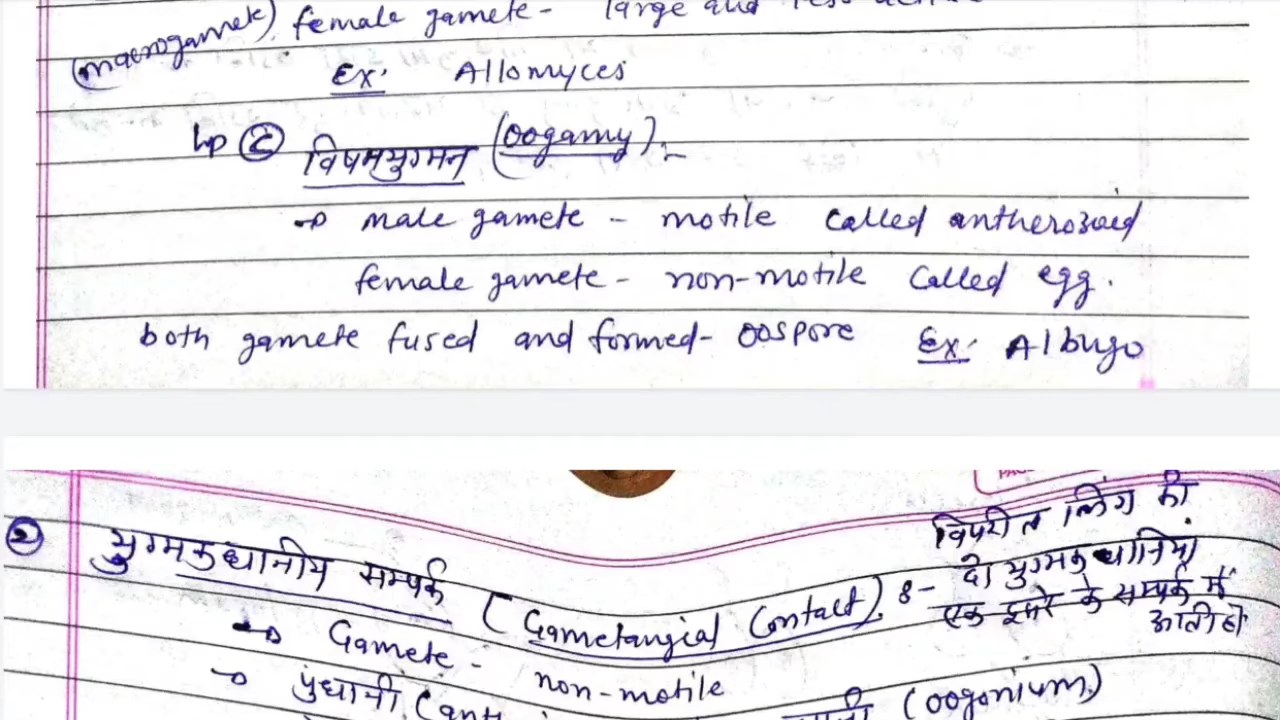 (macrogamete). female gamete - large and less
Ex: Allomyces
(C) विषमयुग्मन (Oogamy):-
→ male gamete - motile called antherozoid
female gamete - non-motile called egg.
both gamete fused and formed- oospore Ex: Albugo
② युग्मकधानीय सम्पर्क (Gametangial Contact) :- विपरीत लिंग की
दो युग्मकधानियां
एक दूसरे के सम्पर्क में
आती हो
→ Gamete - non-motile
→ पुंधानी (oogonium)